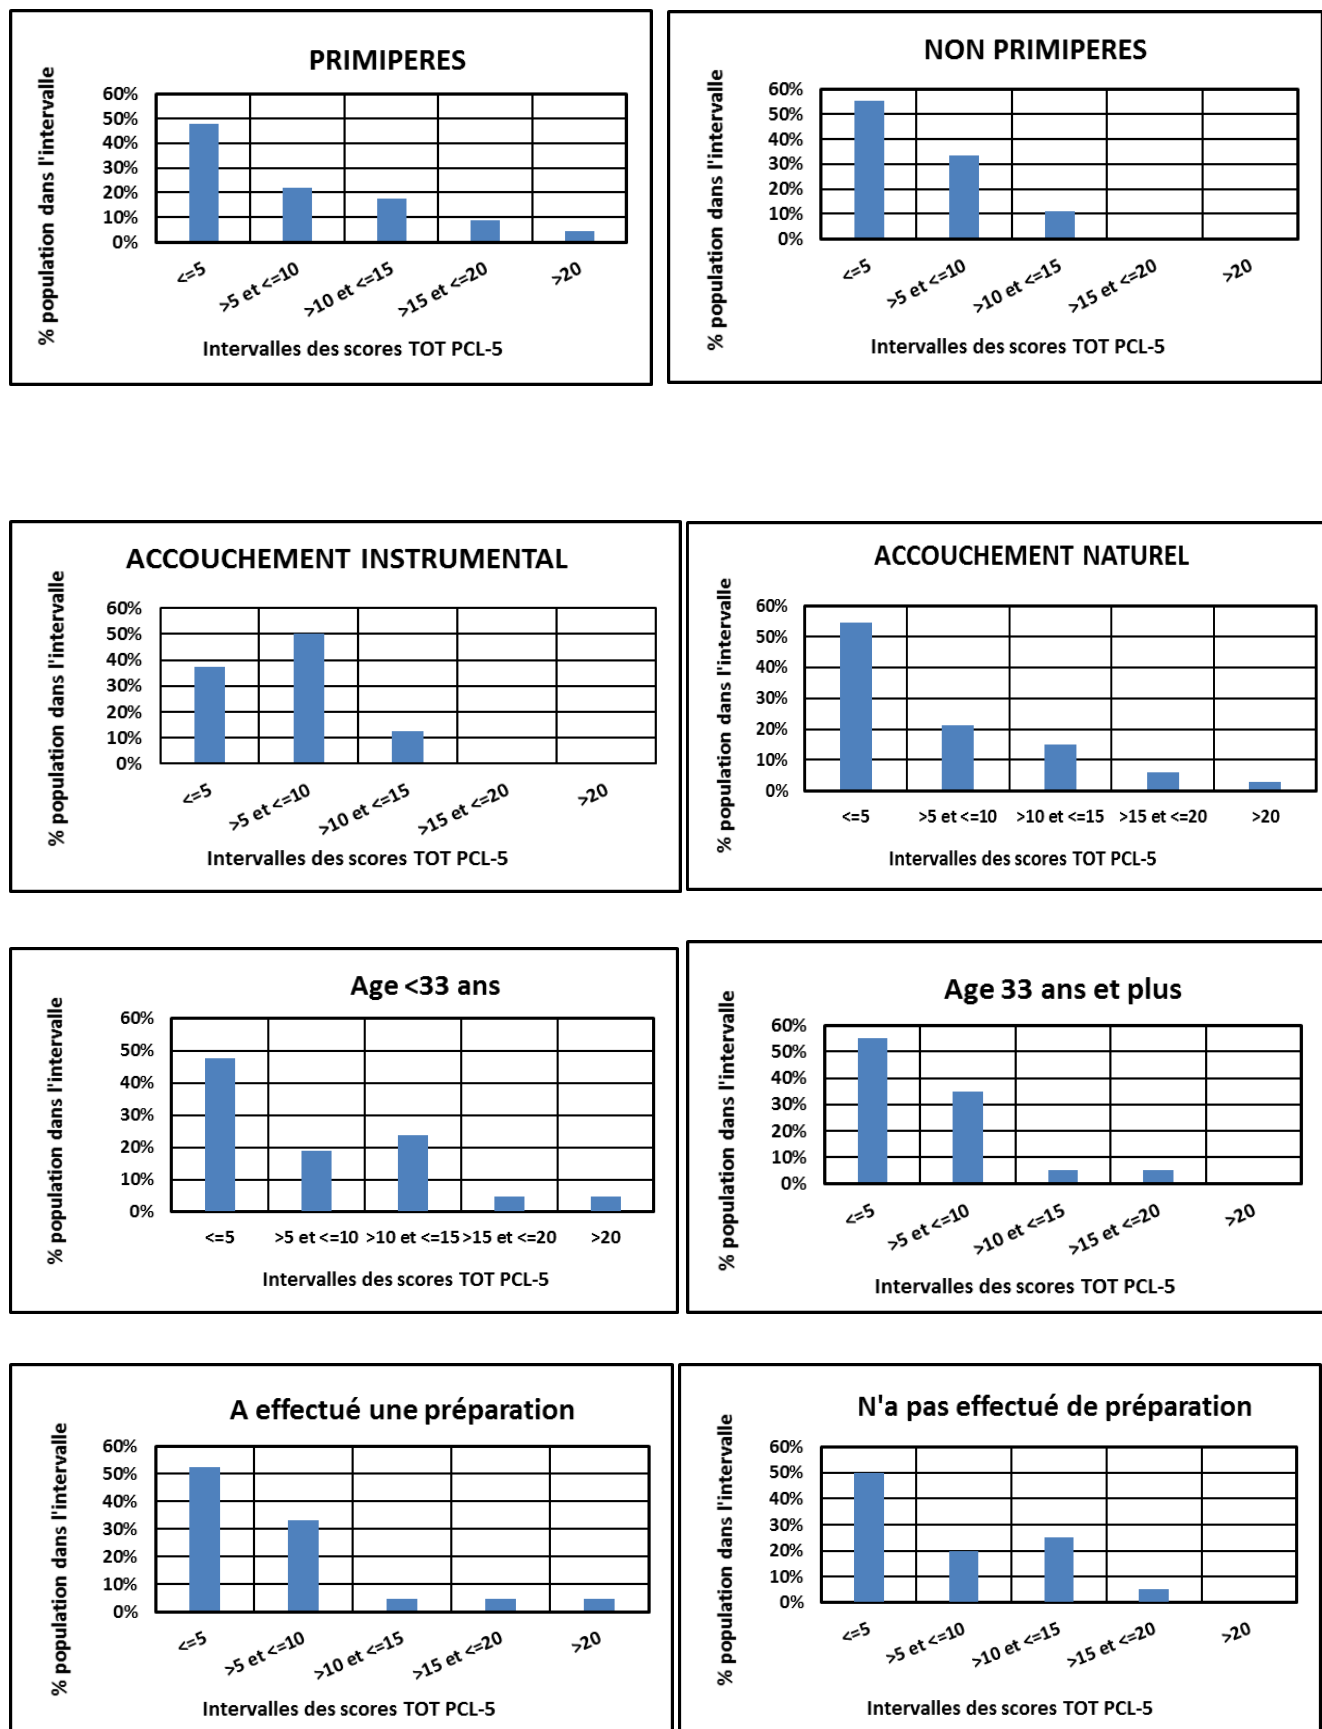 PRIMIPERES
% population dans l'intervalle
60%
50%
40%
30%
20%
10%
0%
<=5
>5 et <=10
>10 et <=15
>15 et <=20
>20
Intervalles des scores TOT PCL-5
NON PRIMIPERES
% population dans l'intervalle
60%
50%
40%
30%
20%
10%
0%
<=5
>5 et <=10
>10 et <=15
>15 et <=20
>20
Intervalles des scores TOT PCL-5
ACCOUCHEMENT INSTRUMENTAL
% population dans l'intervalle
60%
50%
40%
30%
20%
10%
0%
<=5
>5 et <=10
>10 et <=15
>15 et <=20
>20
Intervalles des scores TOT PCL-5
ACCOUCHEMENT NATUREL
% population dans l'intervalle
60%
50%
40%
30%
20%
10%
0%
<=5 >5 et <=10 >10 et <=15 >15 et <=20 >20
Intervalles des scores TOT PCL-5
Age <33 ans
% population dans l'intervalle
60%
50%
40%
30%
20%
10%
0%
<=5 >5 et <=10 >10 et <=15 >15 et <=20 >20
Intervalles des scores TOT PCL-5
Age 33 ans et plus
% population dans l'intervalle
60%
50%
40%
30%
20%
10%
0%
<=5
>5 et <=10
>10 et <=15
>15 et <=20
>20
Intervalles des scores TOT PCL-5
A effectué une préparation
% population dans l'intervalle
60%
50%
40%
30%
20%
10%
0%
<=5
>5 et <=10
>10 et <=15
>15 et <=20
>20
Intervalles des scores TOT PCL-5
N'a pas effectué de préparation
% population dans l'intervalle
60%
50%
40%
30%
20%
10%
0%
<=5
>5 et <=10
>10 et <=15
>15 et <=20
>20
Intervalles des scores TOT PCL-5